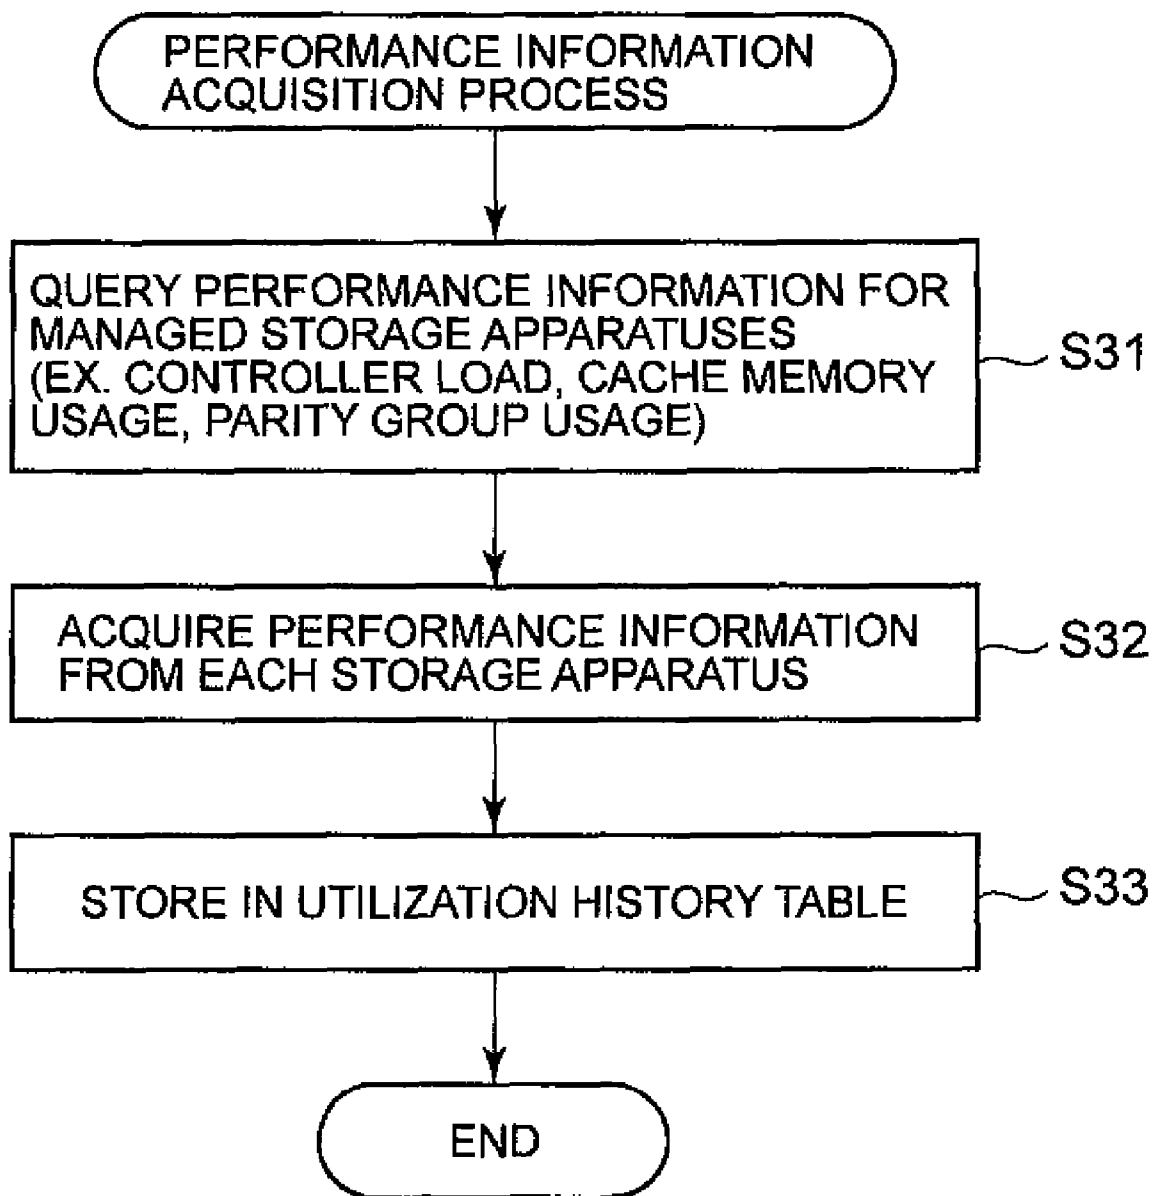 PERFORMANCE INFORMATION
ACQUISITION PROCESS
QUERY PERFORMANCE INFORMATION FOR
MANAGED STORAGE APPARATUSES
(EX. CONTROLLER LOAD, CACHE MEMORY
USAGE, PARITY GROUP USAGE)
S31
ACQUIRE PERFORMANCE INFORMATION
FROM EACH STORAGE APPARATUS
S32
STORE IN UTILIZATION HISTORY TABLE
S33
END